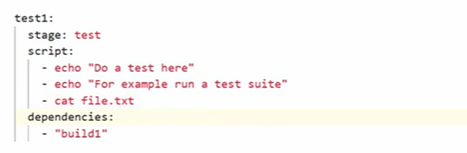 test1:
  stage: test
  script:
    - echo "Do a test here"
    - echo "For example run a test suite"
    - cat file.txt
  dependencies:
    - "build1"